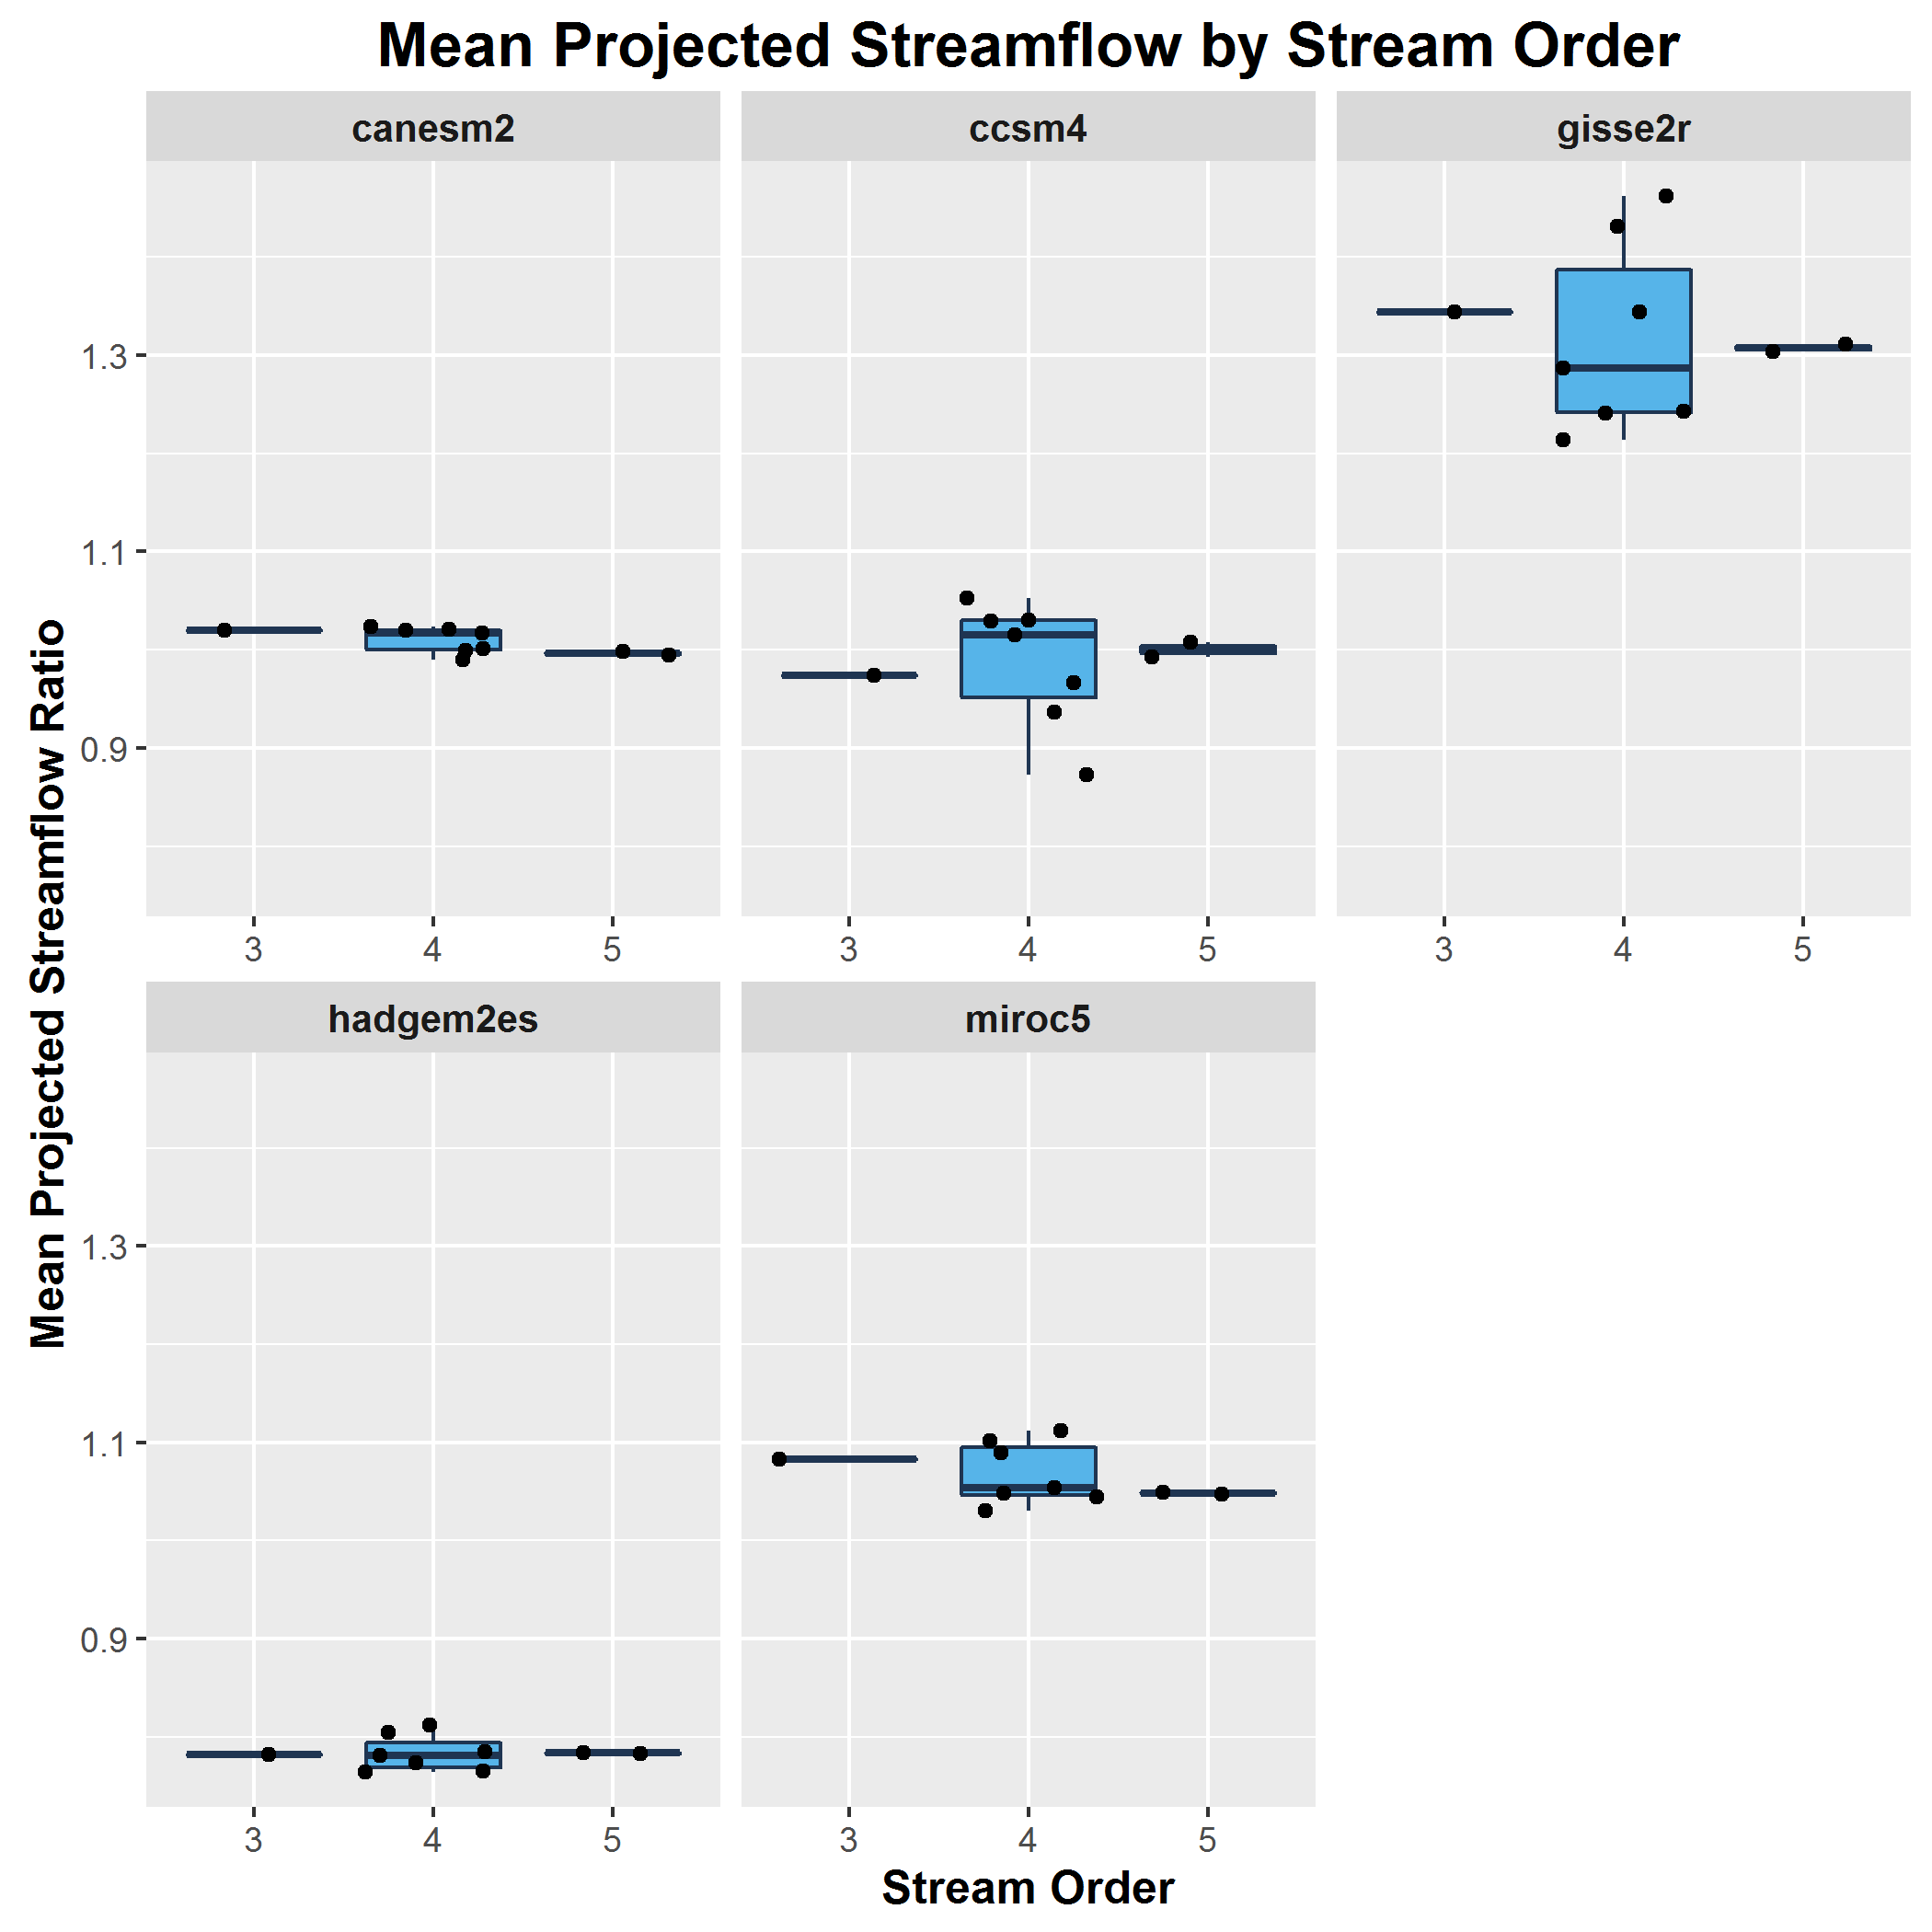 Mean Projected Streamflow by Stream Order
canesm2
ccsm4
gisse2r
1.3
1.1
0.9
3 4 5
3 4 5
3 4 5
Mean Projected Streamflow Ratio
hadgem2es
miroc5
1.3
1.1
0.9
3 4 5
3 4 5
Stream Order